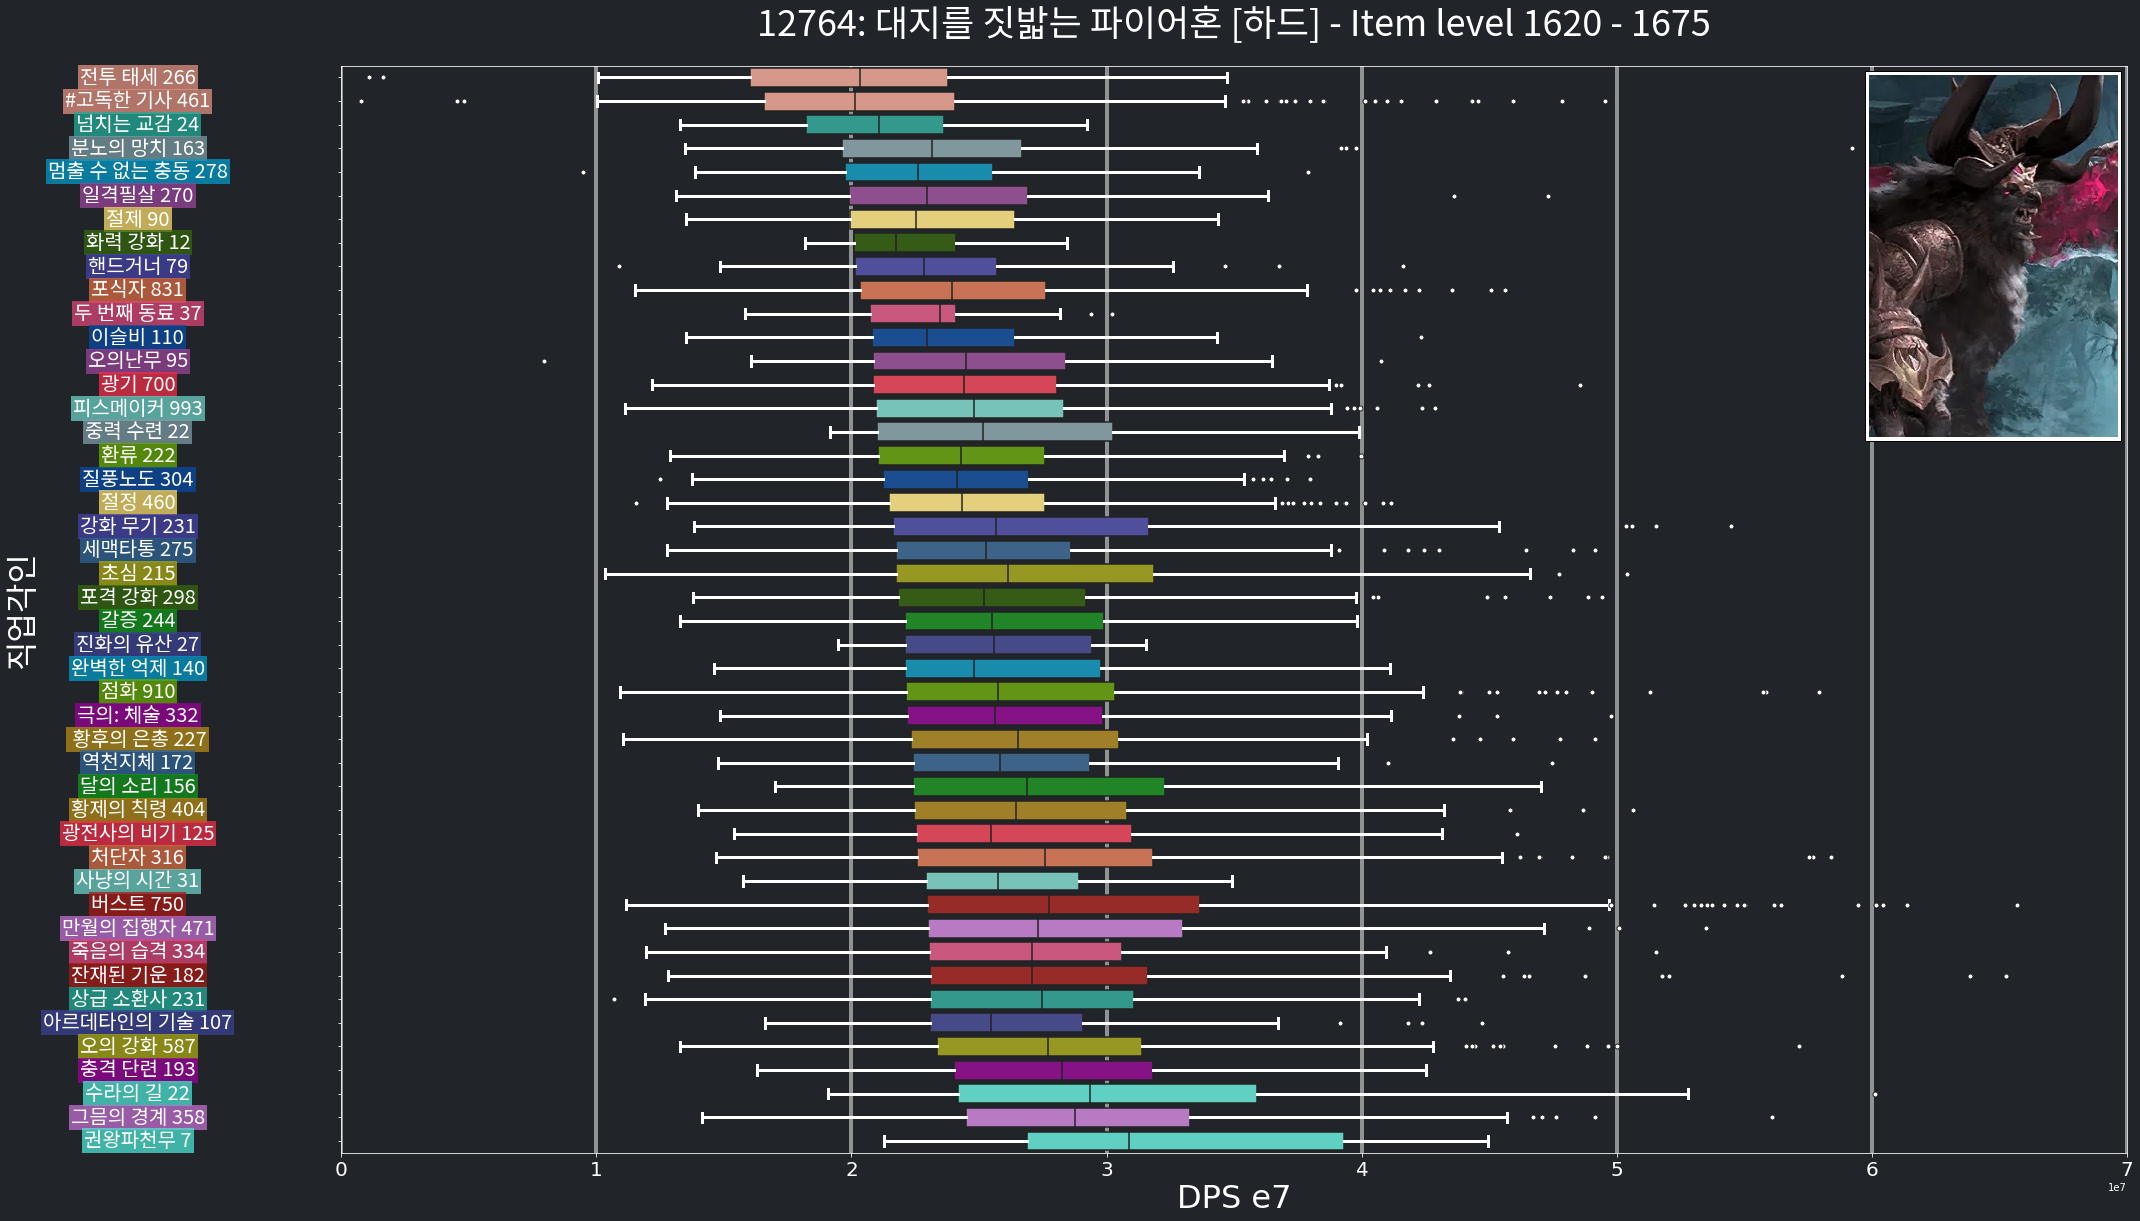 12764: 대지를 짓밟는 파이어혼 [하드] - Item level 1620 - 1675
직업각인
전투 태세 266
#고독한 기사 461
넘치는 교감 24
분노의 망치 163
멈출 수 없는 충동 278
일격필살 270
절제 90
화력 강화 12
핸드거너 79
포식자 831
두 번째 동료 37
이슬비 110
오의난무 95
광기 700
피스메이커 993
중력 수련 22
환류 222
질풍노도 304
절정 460
강화 무기 231
세맥타통 275
초심 215
포격 강화 298
갈증 244
진화의 유산 27
완벽한 억제 140
점화 910
극의: 체술 332
황후의 은총 227
역천지체 172
달의 소리 156
황제의 칙령 404
광전사의 비기 125
처단자 316
사냥의 시간 31
버스트 750
만월의 집행자 471
죽음의 습격 334
잔재된 기운 182
상급 소환사 231
아르데타인의 기술 107
오의 강화 587
충격 단련 193
수라의 길 22
그믐의 경계 358
권왕파천무 7
0 1 2 3 4 5 6 7
DPS e7
1e7